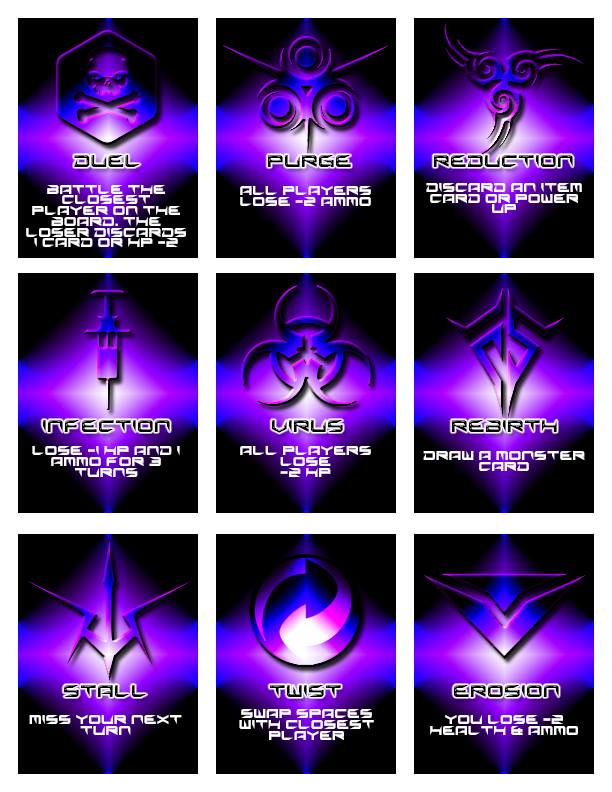 DUEL
BATTLE THE
CLOSEST
PLAYER ON THE
BOARD. THE
LOSER DISCARDS
1 CARD OR HP -2
PURGE
ALL PLAYERS
LOSE -2 AMMO
REDUCTION
DISCARD AN ITEM
CARD OR POWER
UP
INFECTION
LOSE -1 HP AND 1
AMMO FOR 3
TURNS
VIRUS
ALL PLAYERS
LOSE
-2 HP
REBIRTH
DRAW A MONSTER
CARD
STALL
MISS YOUR NEXT
TURN
TWIST
SWAP SPACES
WITH CLOSEST
PLAYER
EROSION
YOU LOSE -2
HEALTH & AMMO